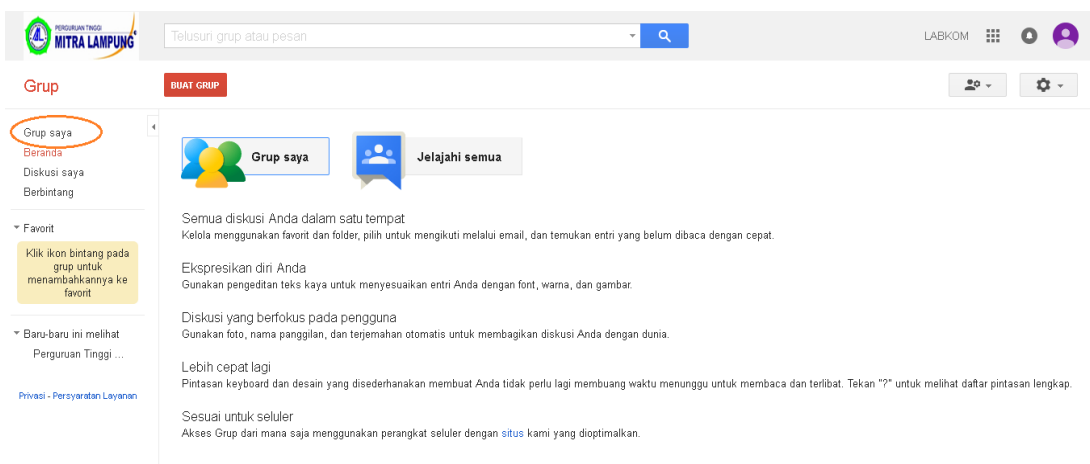 PERGURUAN TINGGI
MITRA LAMPUNG
Telusuri grup atau pesan
LABKOM
Grup
BUAT GRUP
Grup saya
Beranda
Diskusi saya
Berbintang
Favorit
Klik ikon bintang pada
grup untuk
menambahkannya ke
favorit
Baru-baru ini melihat
Perguruan Tinggi ...
Privasi - Persyaratan Layanan
Grup saya
Jelajahi semua
Semua diskusi Anda dalam satu tempat
Kelola menggunakan favorit dan folder, pilih untuk mengikuti melalui email, dan temukan entri yang belum dibaca dengan cepat.
Ekspresikan diri Anda
Gunakan pengeditan teks kaya untuk menyesuaikan entri Anda dengan font, warna, dan gambar.
Diskusi yang berfokus pada pengguna
Gunakan foto, nama panggilan, dan terjemahan otomatis untuk membagikan diskusi Anda dengan dunia.
Lebih cepat lagi
Pintasan keyboard dan desain yang disederhanakan membuat Anda tidak perlu lagi membuang waktu menunggu untuk membaca dan terlibat. Tekan "?" untuk melihat daftar pintasan lengkap.
Sesuai untuk seluler
Akses Grup dari mana saja menggunakan perangkat seluler dengan situs kami yang dioptimalkan.